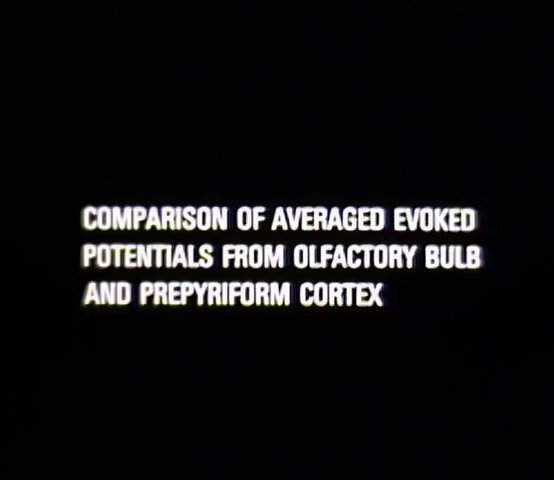 COMPARISON OF AVERAGED EVOKED
POTENTIALS FROM OLFACTORY BULB
AND PREPYRIFORM CORTEX